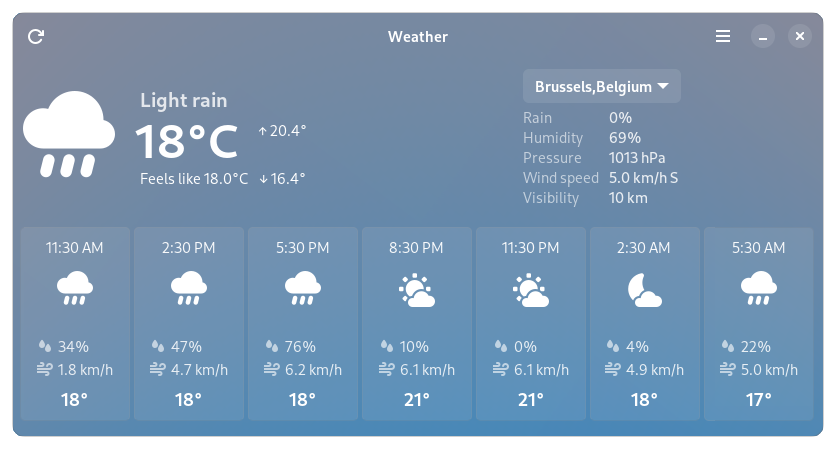 Weather
Light rain
18°C
↑ 20.4°
Feels like 18.0°C ↓ 16.4°
Brussels,Belgium
Rain 0%
Humidity 69%
Pressure 1013 hPa
Wind speed 5.0 km/h S
Visibility 10 km
11:30 AM 2:30 PM 5:30 PM 8:30 PM 11:30 PM 2:30 AM 5:30 AM
34% 47% 76% 10% 0% 4% 22%
1.8 km/h 4.7 km/h 6.2 km/h 6.1 km/h 6.1 km/h 4.9 km/h 5.0 km/h
18° 18° 18° 21° 21° 18° 17°